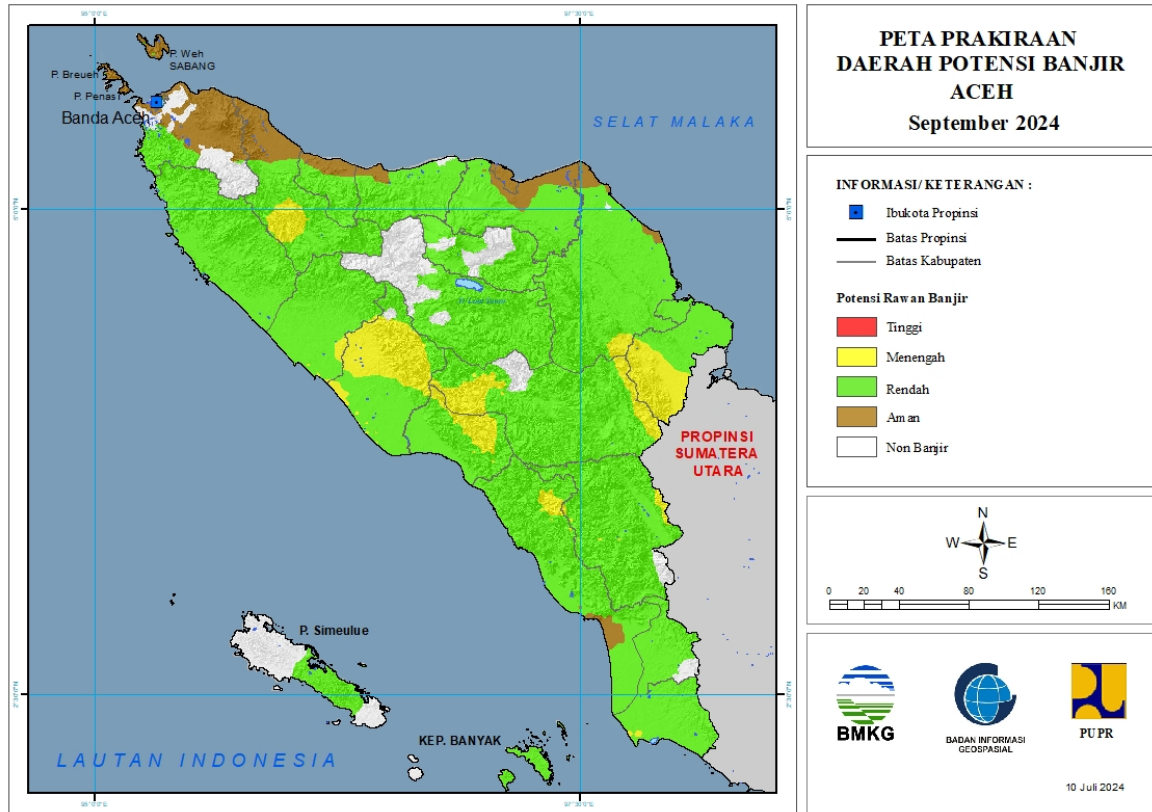 PETA PRAKIRAAN
DAERAH POTENSI BANJIR
ACEH
September 2024
INFORMASI/ KETERANGAN :
Ibukota Propinsi
Batas Propinsi
Batas Kabupaten
Potensi Rawan Banjir
Tinggi
Menengah
Rendah
Aman
Non Banjir
N
W E
S
0 20 40 80 120 160
KM
BMKG
BADAN INFORMASI
GEOSPASIAL
PUPR
10 Juli 2024
P. Weh
SABANG
P. Breueh
P. Penasi
Banda Aceh
SELAT MALAKA
PROPINSI
SUMATERA
UTARA
P. Simeulue
KEP. BANYAK
LAUTAN INDONESIA